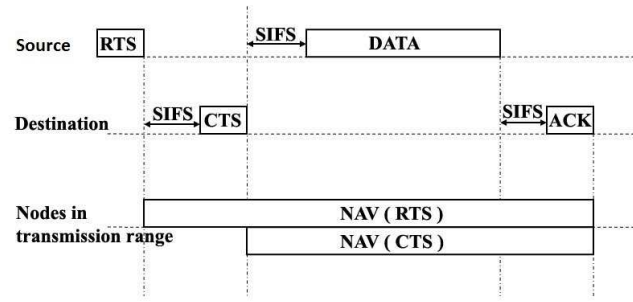 Source
RTS
SIFS
DATA
Destination
SIFS
CTS
SIFS
ACK
Nodes in
transmission range
NAV ( RTS )
NAV ( CTS )